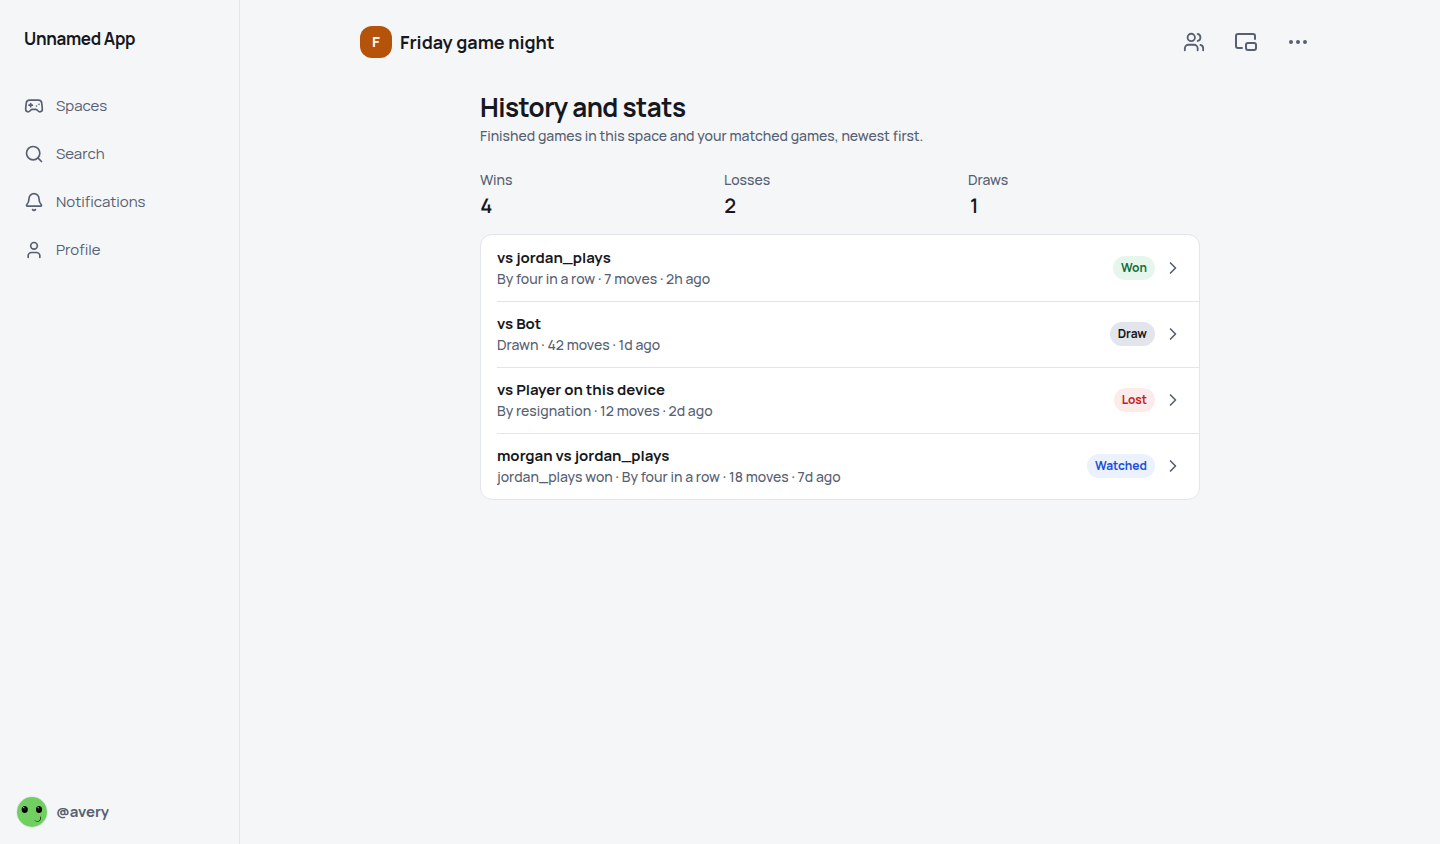 Unnamed App
Spaces
Search
Notifications
Profile
@avery
F Friday game night
History and stats
Finished games in this space and your matched games, newest first.
Wins Losses Draws
4 2 1
vs jordan_plays
By four in a row · 7 moves · 2h ago
Won
vs Bot
Drawn · 42 moves · 1d ago
Draw
vs Player on this device
By resignation · 12 moves · 2d ago
Lost
morgan vs jordan_plays
jordan_plays won · By four in a row · 18 moves · 7d ago
Watched